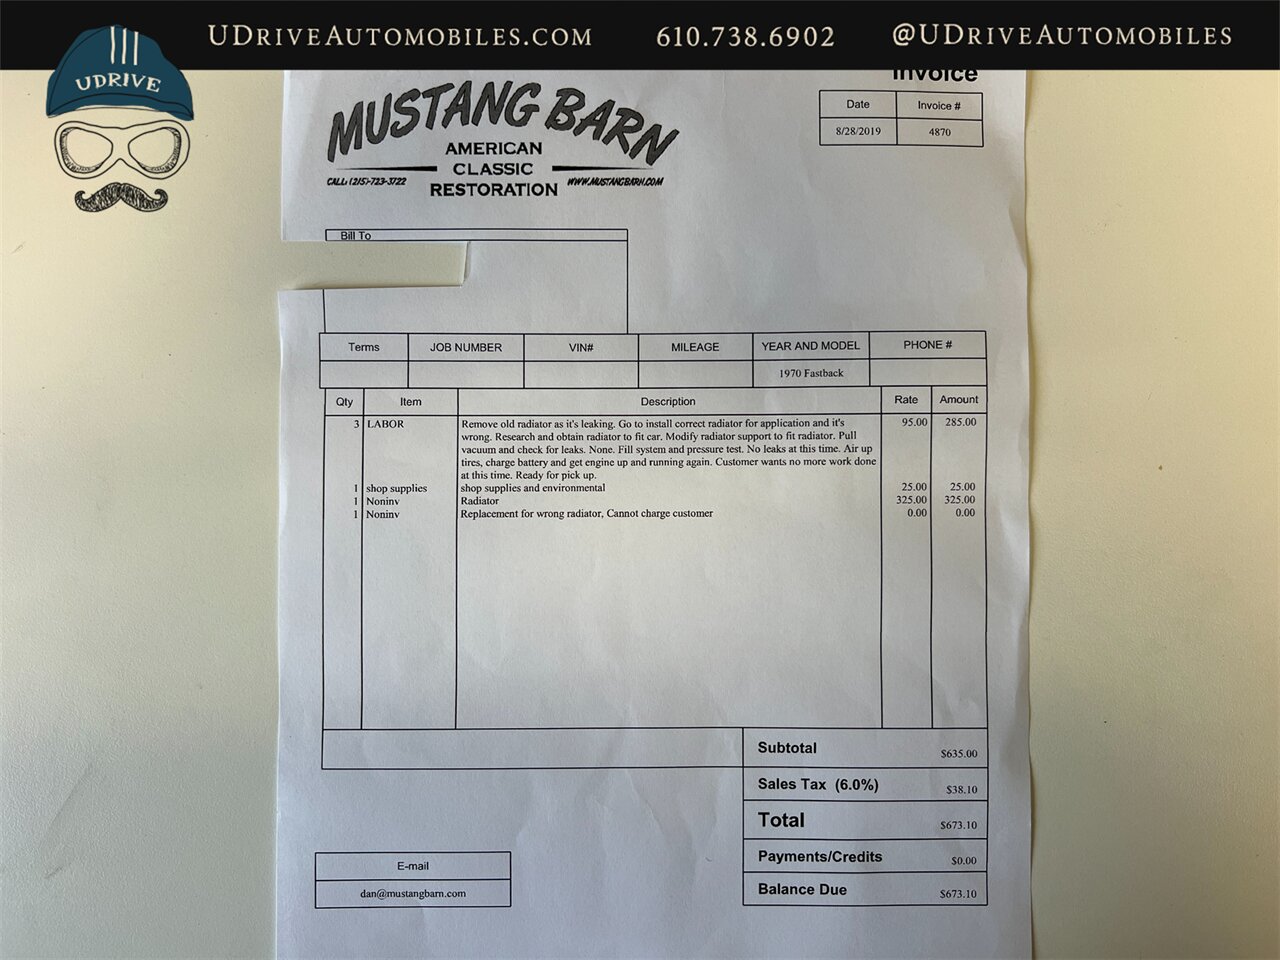 UDriveAutomobiles.com 610.738.6902 @UDriveAutomobiles
UDRIVE
Invoice
MUSTANG BARN
AMERICAN
CLASSIC
RESTORATION
CALL: (215)-723-3722
WWW.MUSTANGBARN.COM
Date Invoice #
8/28/2019 4870
Bill To
Terms JOB NUMBER VIN# MILEAGE YEAR AND MODEL PHONE #
1970 Fastback
Qty Item Description Rate Amount
3 LABOR Remove old radiator as it's leaking. Go to install correct radiator for application and it's 95.00 285.00
wrong. Research and obtain radiator to fit car. Modify radiator support to fit radiator. Pull
vacuum and check for leaks. None. Fill system and pressure test. No leaks at this time. Air up
tires, charge battery and get engine up and running again. Customer wants no more work done
at this time. Ready for pick up.
1 shop supplies shop supplies and environmental 25.00 25.00
1 Noninv Radiator 325.00 325.00
1 Noninv Replacement for wrong radiator, Cannot charge customer 0.00 0.00
Subtotal $635.00
Sales Tax (6.0%) $38.10
Total $673.10
Payments/Credits $0.00
Balance Due $673.10
E-mail
dan@mustangbarn.com